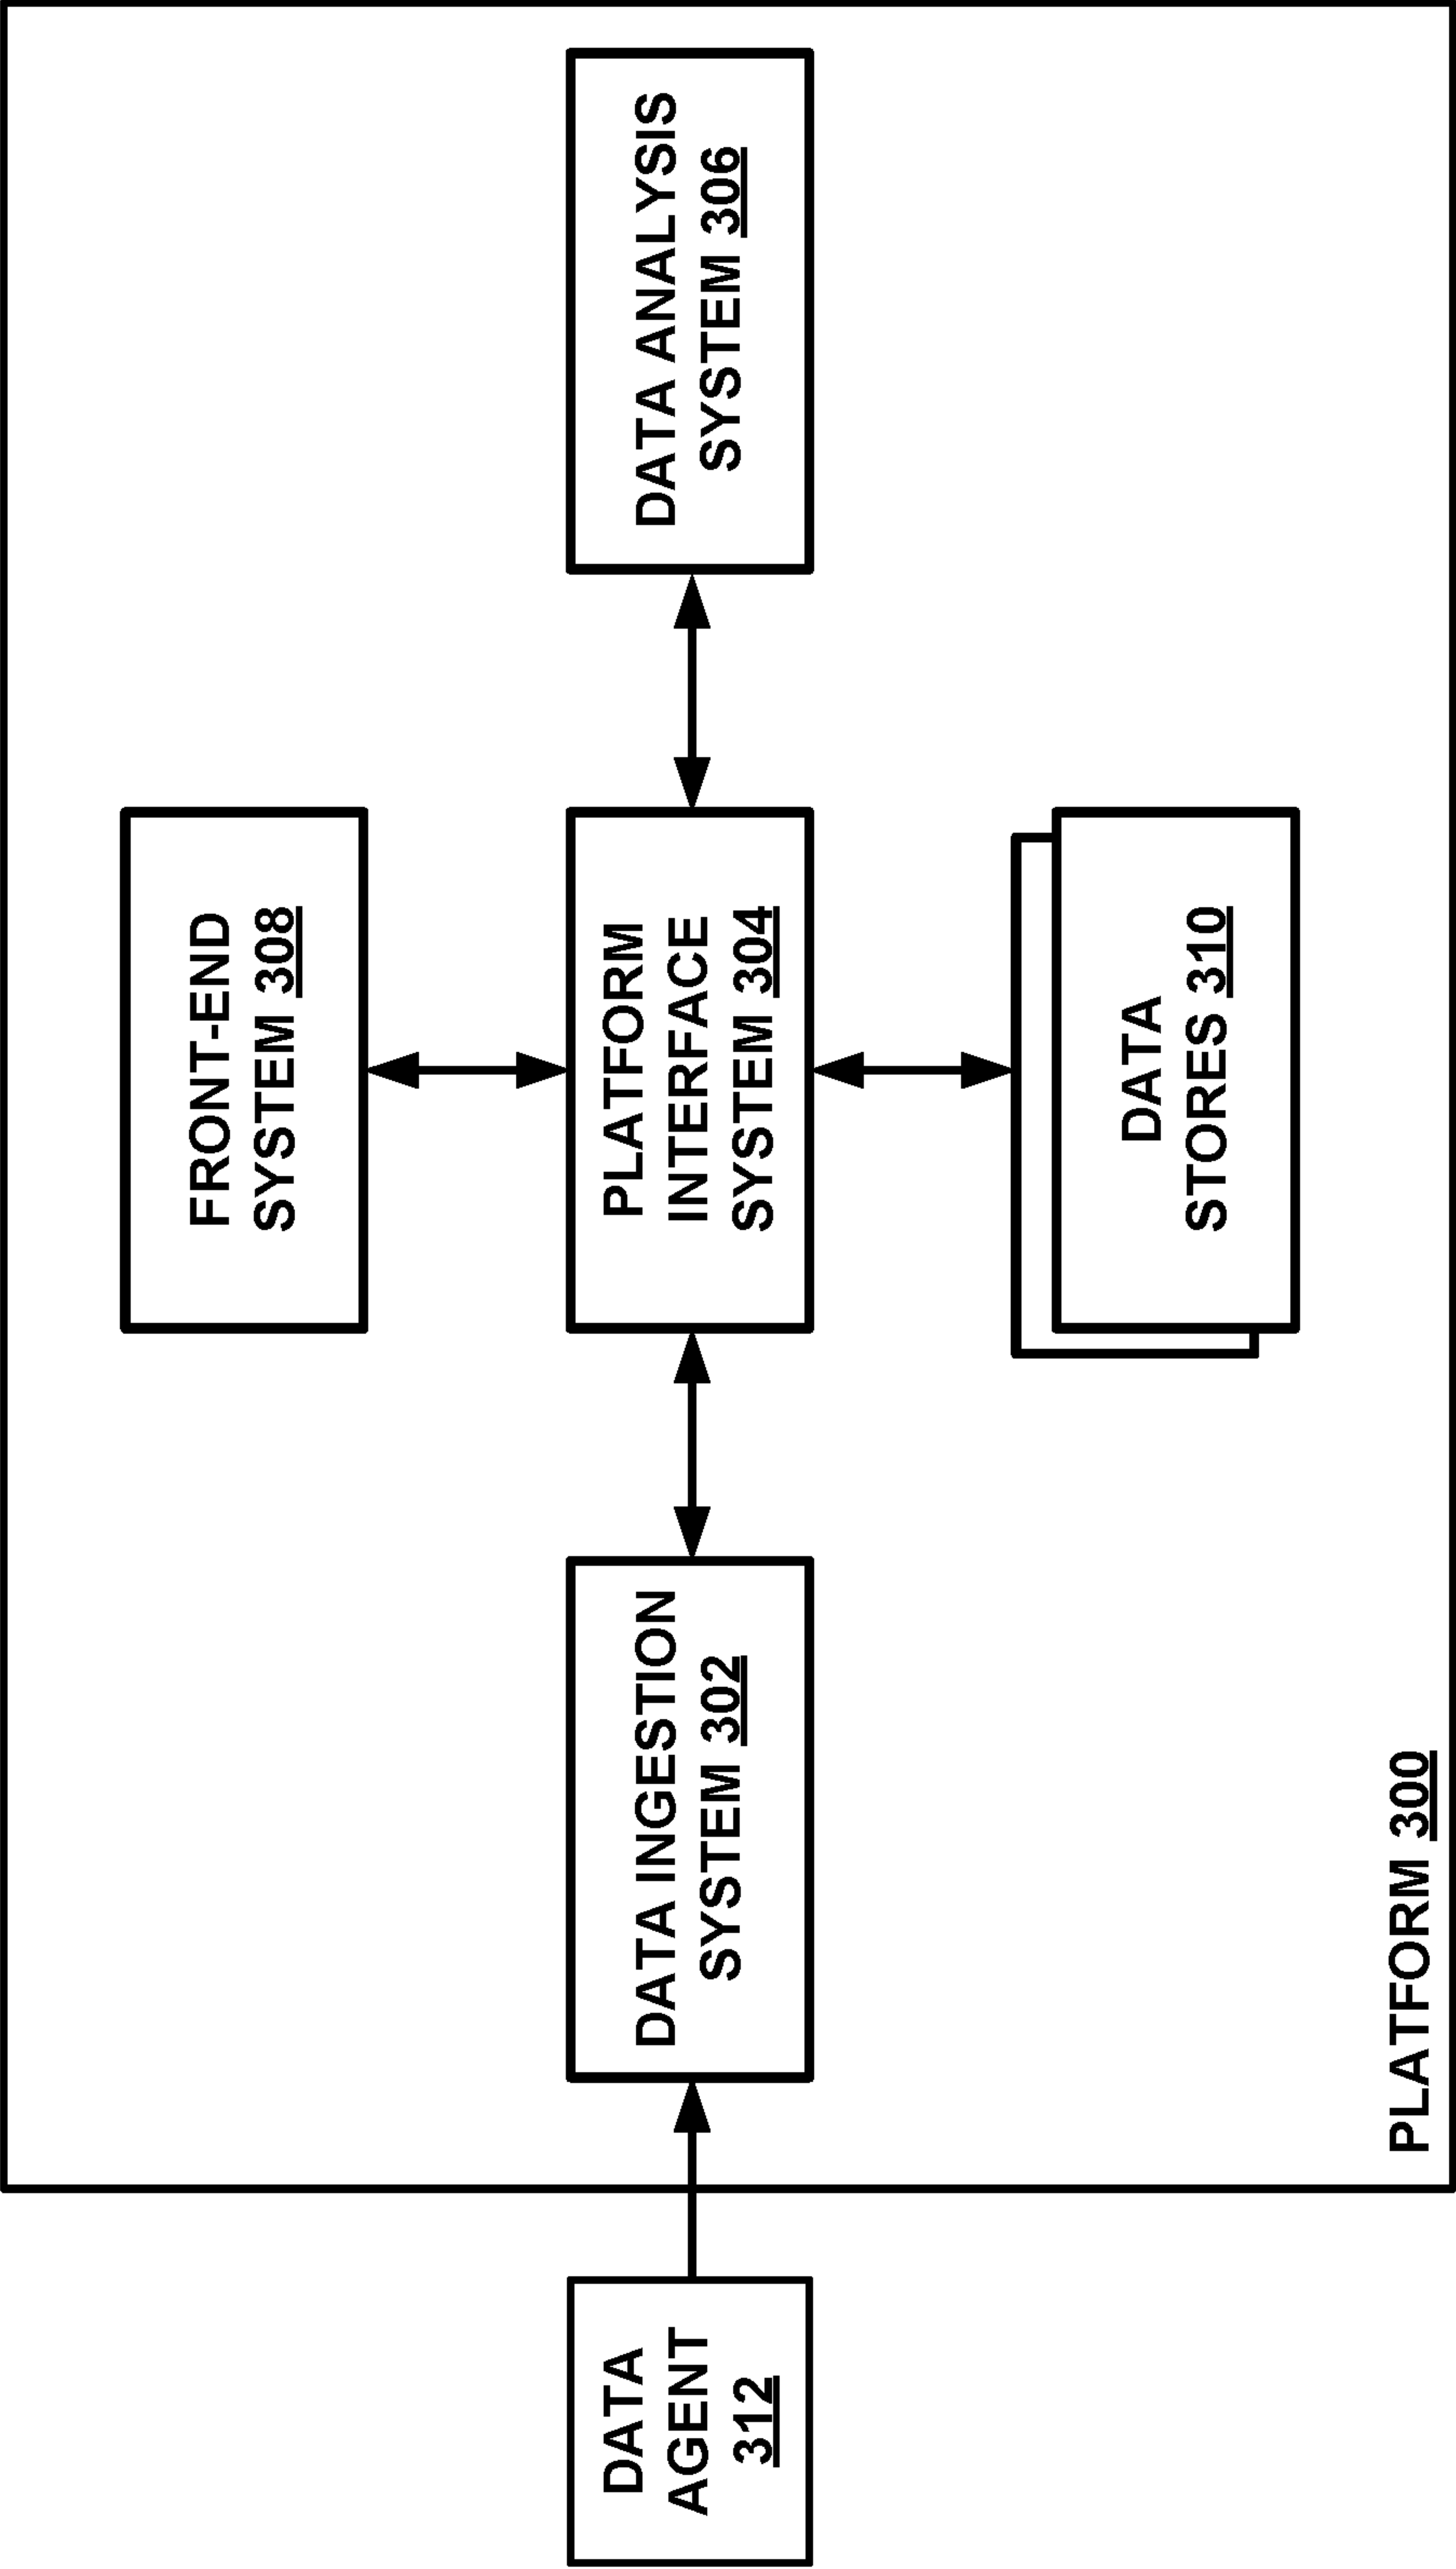 FRONT-END
SYSTEM 308
DATA
AGENT
312
DATA INGESTION
SYSTEM 302
PLATFORM
INTERFACE
SYSTEM 304
DATA ANALYSIS
SYSTEM 306
DATA
STORES 310
PLATFORM 300